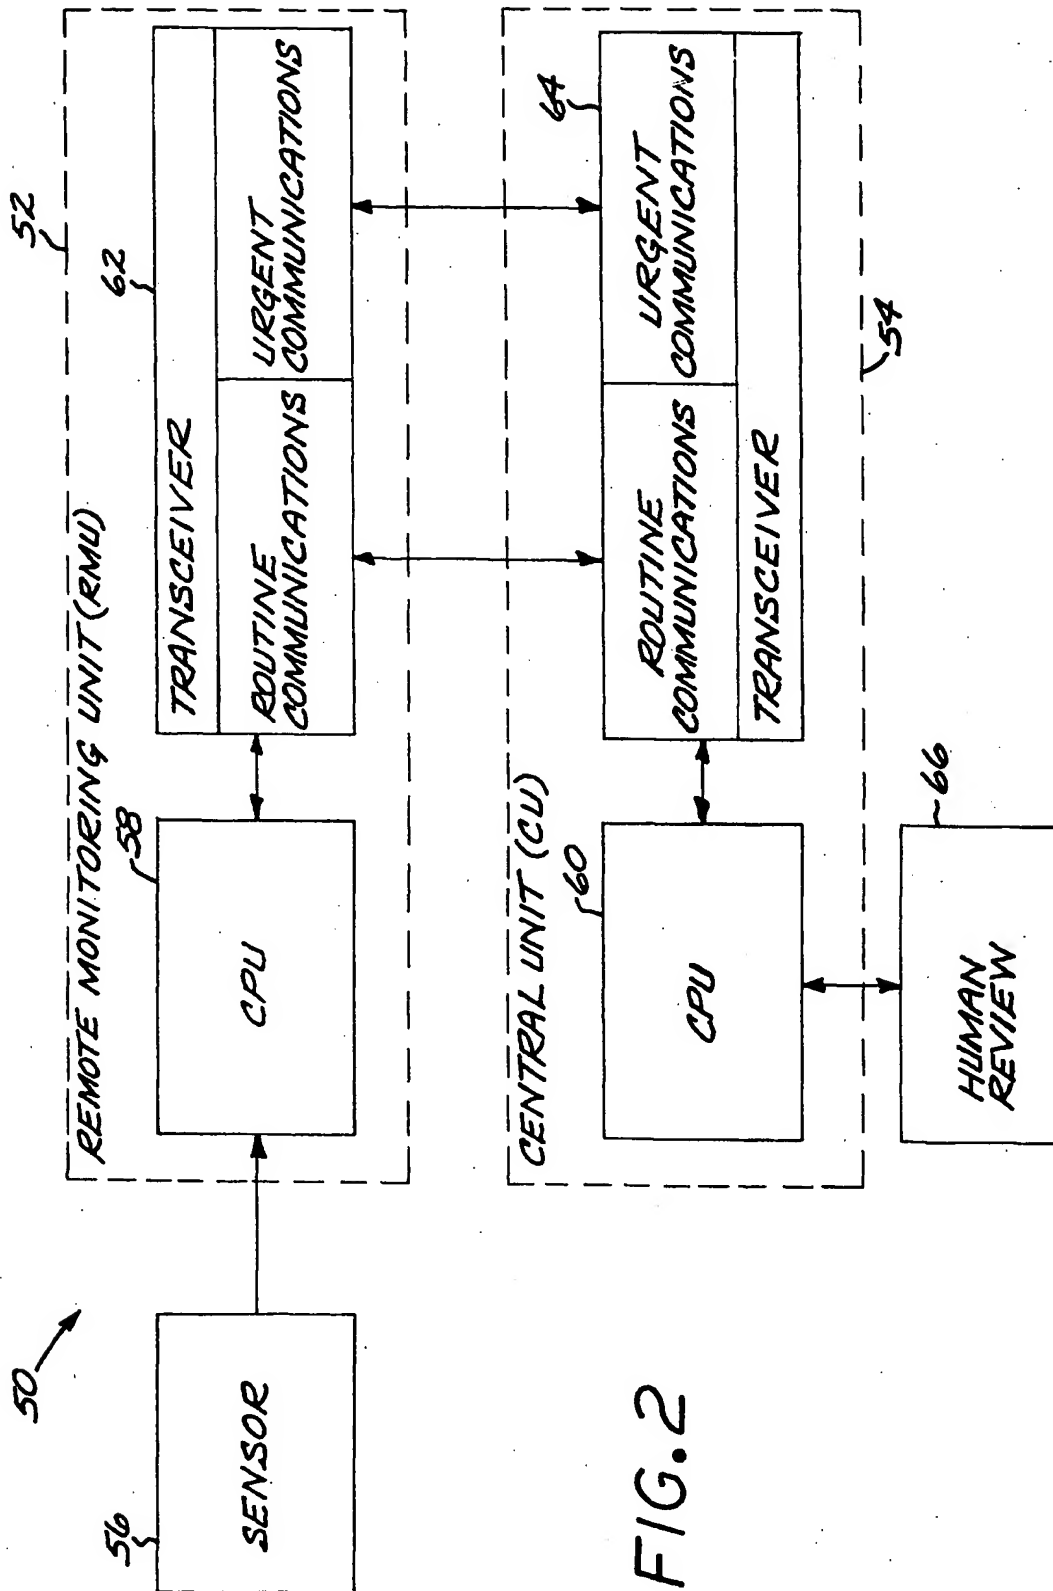 50
52
REMOTE MONITORING UNIT (RMU)
56
SENSOR
58
CPU
62
TRANSCEIVER
ROUTINE
COMMUNICATIONS
URGENT
COMMUNICATIONS
CENTRAL UNIT (CU)
60
CPU
64
ROUTINE
COMMUNICATIONS
URGENT
COMMUNICATIONS
TRANSCEIVER
54
HUMAN
REVIEW
66
FIG. 2